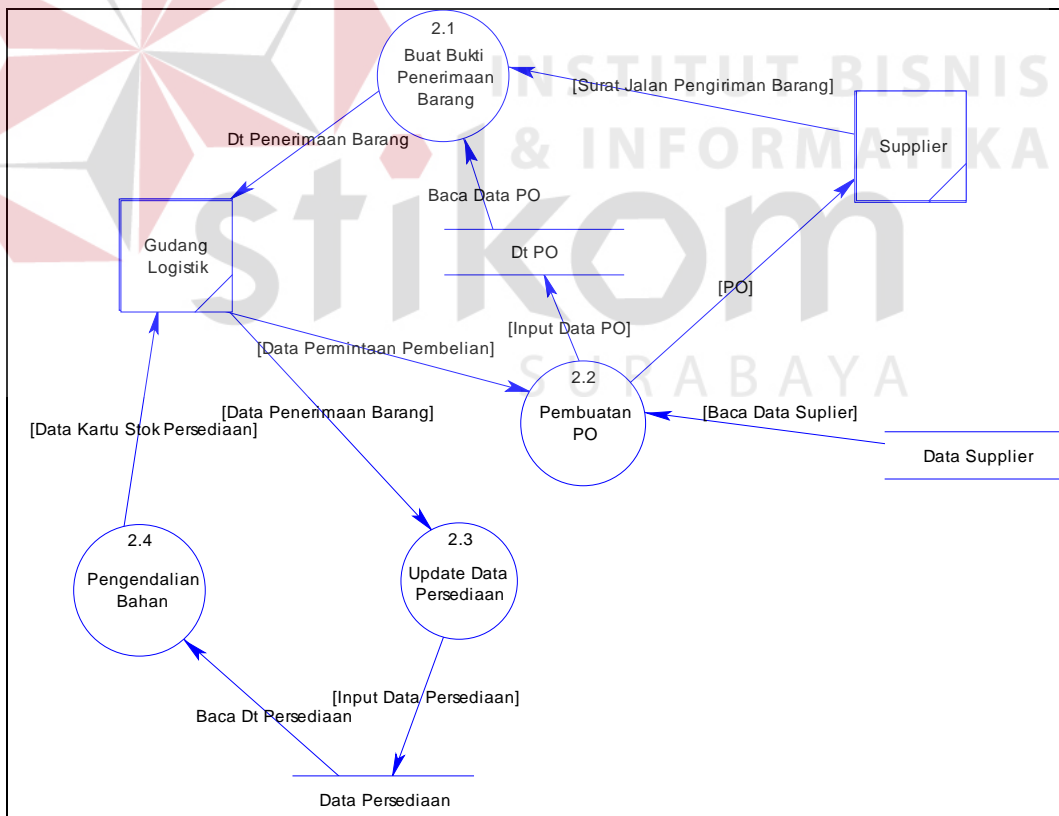 2.1
Buat Bukti
Penerimaan
Barang
INSTITUT BISNIS
& INFORMATIKA
stikom
SURABAYA
[Surat Jalan Pengiriman Barang]
Supplier
Dt Penerimaan Barang
Baca Data PO
Gudang
Logistik
Dt PO
[PO]
[Input Data PO]
[Data Permintaan Pembelian]
2.2
Pembuatan
PO
[Baca Data Suplier]
Data Supplier
[Data Penerimaan Barang]
[Data Kartu Stok Persediaan]
2.4
Pengendalian
Bahan
2.3
Update Data
Persediaan
[Input Data Persediaan]
Baca Dt Persediaan
Data Persediaan